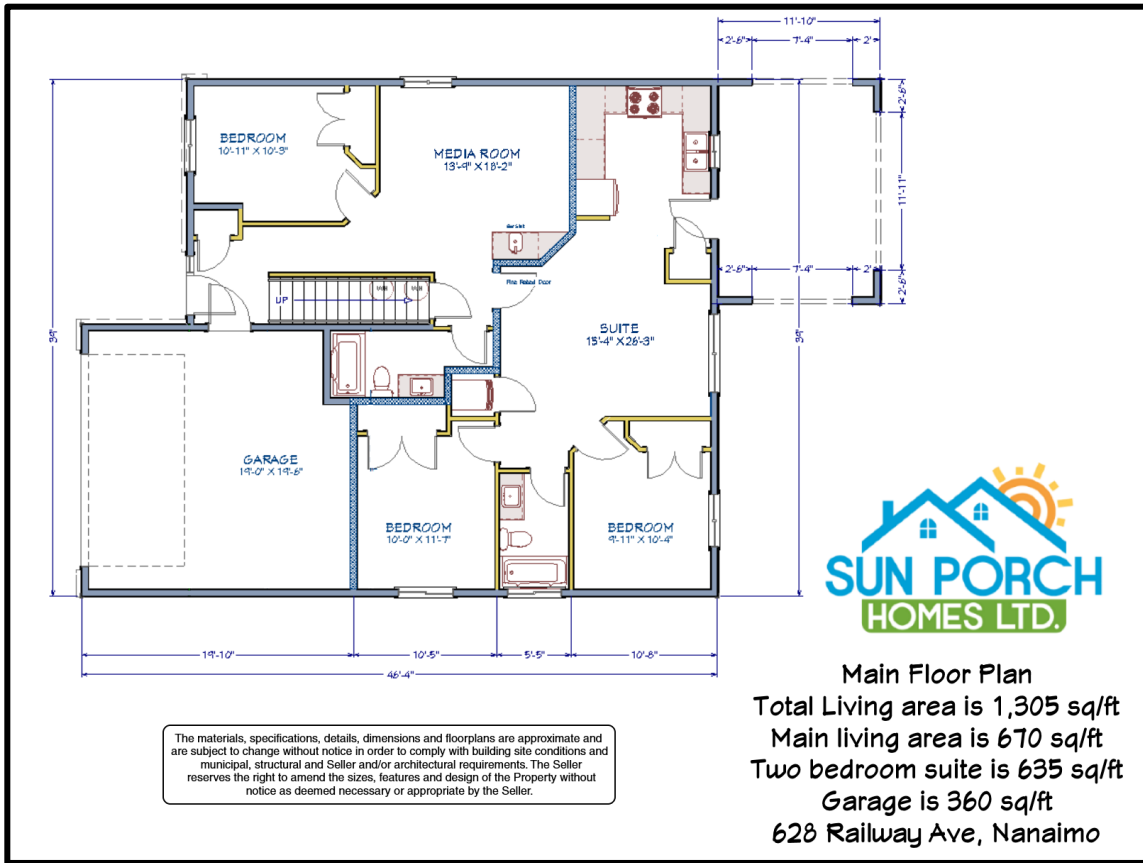 11'-10"
2'-6" 7'-4" 2'
2'-6"
BEDROOM
10'-11" X 10'-3"
MEDIA ROOM
13'-9" X 18'-2"
11'-11"
Bar Sink
2'-6" 7'-4" 2'
2'-6"
Fire Rated Door
UP
SUITE
15'-4" X 26'-3"
39'
39'
GARAGE
19'-0" X 19'-6"
BEDROOM
10'-0" X 11'-7"
BEDROOM
9'-11" X 10'-4"
19'-10" 10'-5" 5'-5" 10'-8"
46'-4"
SUN PORCH
HOMES LTD.
Main Floor Plan
Total Living area is 1,305 sq/ft
Main living area is 670 sq/ft
Two bedroom suite is 635 sq/ft
Garage is 360 sq/ft
628 Railway Ave, Nanaimo
The materials, specifications, details, dimensions and floorplans are approximate and
are subject to change without notice in order to comply with building site conditions and
municipal, structural and Seller and/or architectural requirements. The Seller
reserves the right to amend the sizes, features and design of the Property without
notice as deemed necessary or appropriate by the Seller.